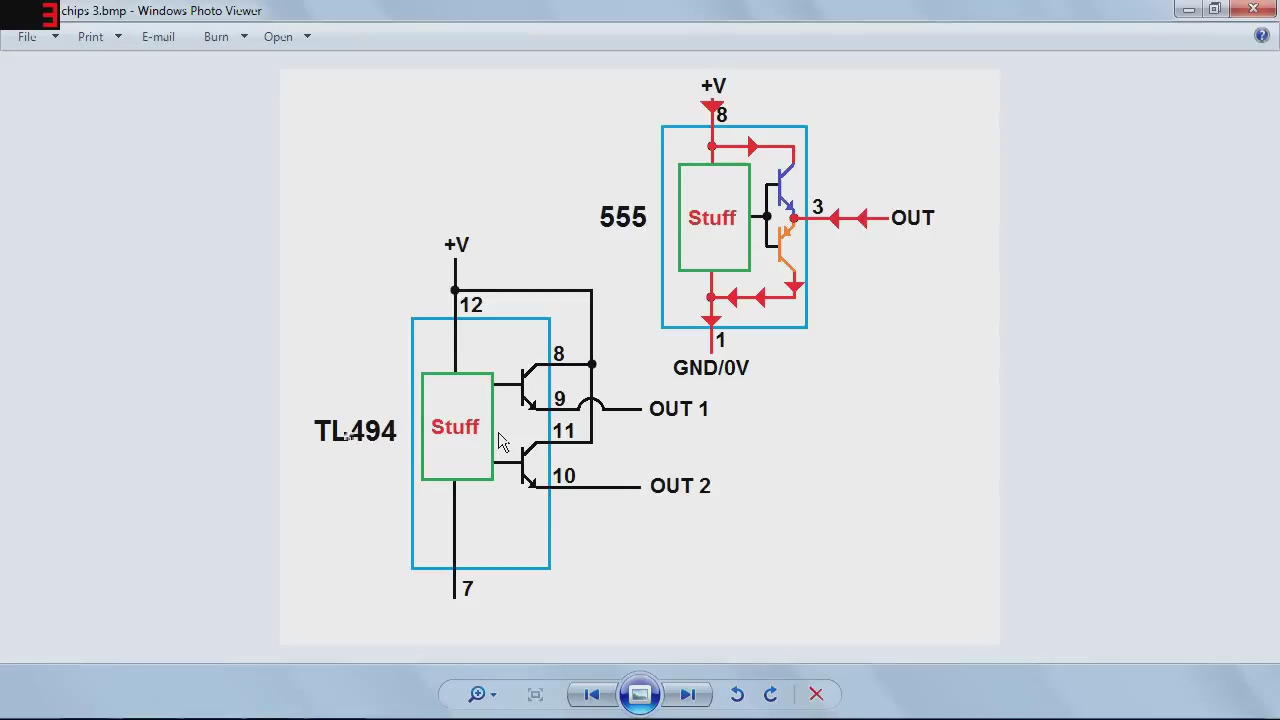 3
chips 3.bmp - Windows Photo Viewer
File Print E-mail Burn Open
+V
8
555
Stuff
3
OUT
1
GND/0V
+V
12
8
9
OUT 1
TL494
Stuff
11
10
OUT 2
7